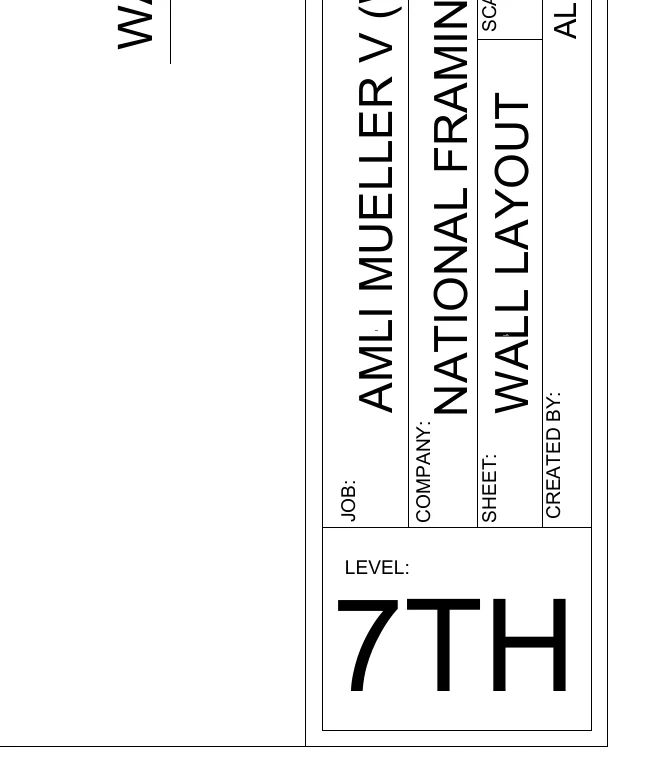 JOB:
AMLI MUELLER V (
COMPANY:
NATIONAL FRAMIN
SHEET:
WALL LAYOUT
CREATED BY:
LEVEL:
7TH